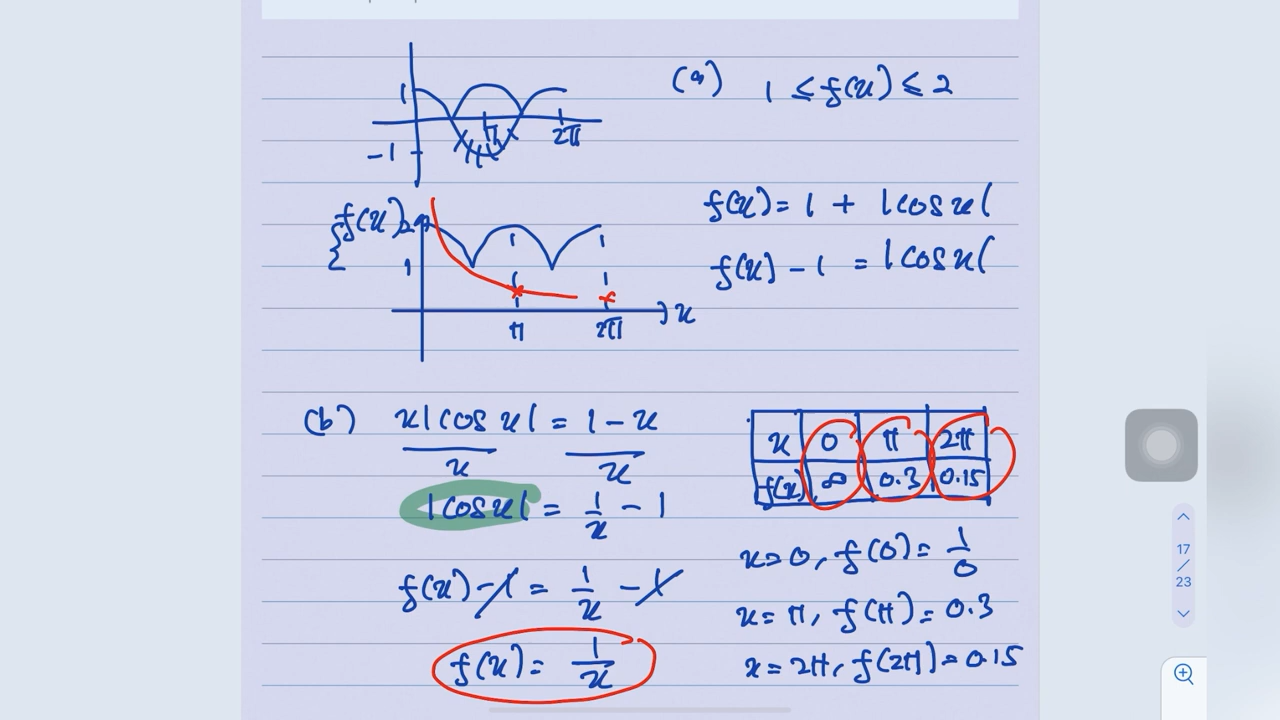 1
π
2π
-1
(a) 1 ≤ f(x) ≤ 2
f(x) 2
1
π
2π
x
f(x) = 1 + |cos x|
f(x) - 1 = |cos x|
(b) x|cos x| = 1 - x
x x
|cos x| = 1/x - 1
f(x) - 1 = 1/x - 1
f(x) = 1/x
x 0 π 2π
f(x) ∞ 0.3 0.15
x = 0, f(0) = 1/0
x = π, f(π) = 0.3
x = 2π, f(2π) = 0.15
17
/
23